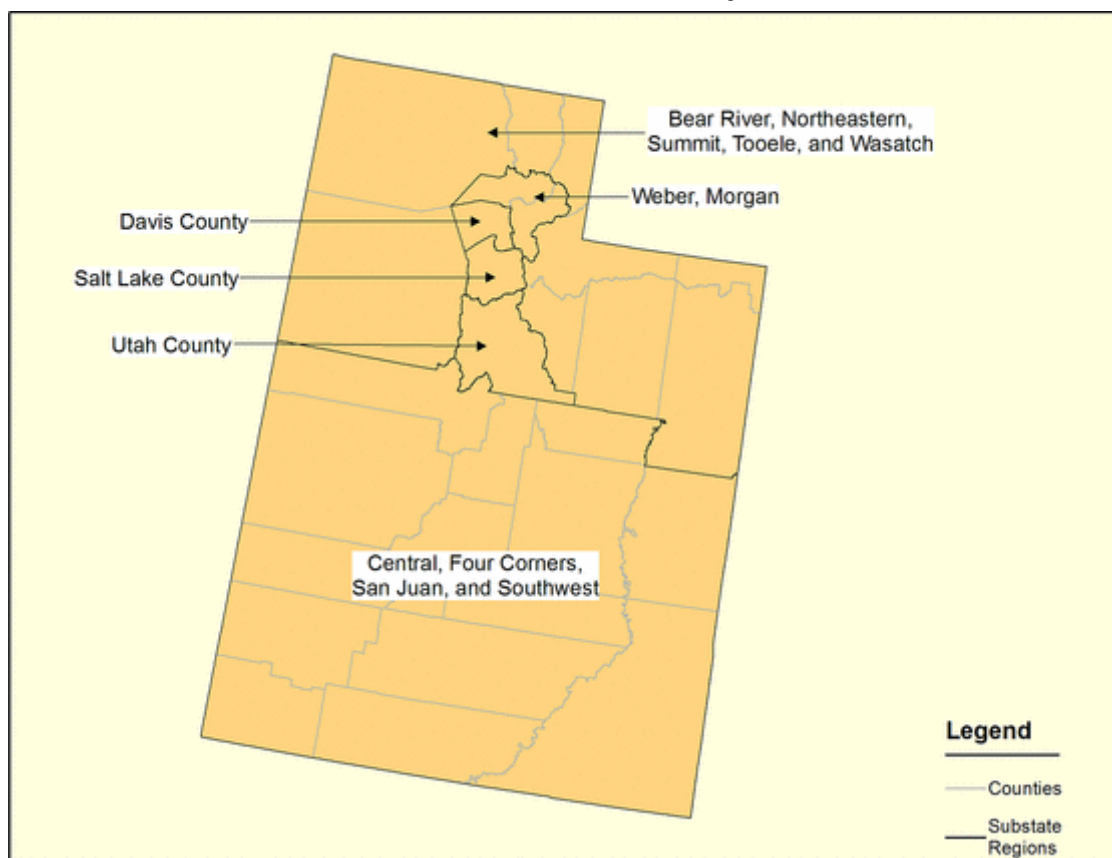 Bear River, Northeastern,
Summit, Tooele, and Wasatch
Weber, Morgan
Davis County
Salt Lake County
Utah County
Central, Four Corners,
San Juan, and Southwest
Legend
Counties
Substate
Regions